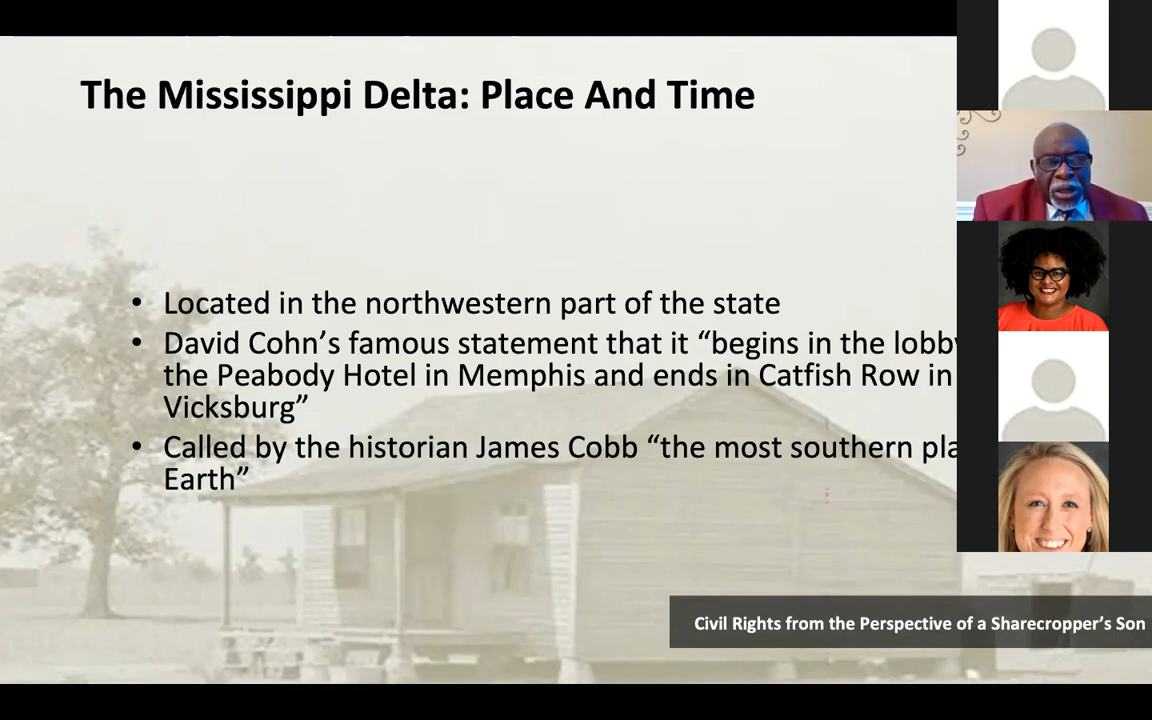 The Mississippi Delta: Place And Time
• Located in the northwestern part of the state
• David Cohn’s famous statement that it “begins in the
the Peabody Hotel in Memphis and ends in Catfish Row in
Vicksburg”
• Called by the historian James Cobb “the most southern
Earth”
Civil Rights from the Perspective of a Sharecropper’s Son